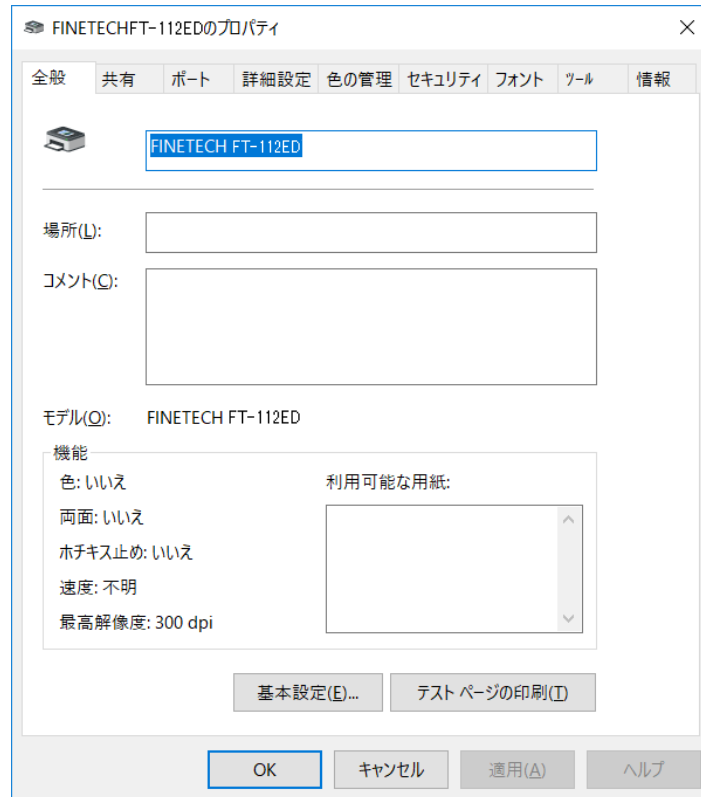 FINETECHFT-112EDのプロパティ
全般 共有 ポート 詳細設定 色の管理 セキュリティ フォント ツール 情報
FINETECH FT-112ED
場所(L):
コメント(C):
モデル(O): FINETECH FT-112ED
機能
色: いいえ 利用可能な用紙:
両面: いいえ
ホチキス止め: いいえ
速度: 不明
最高解像度: 300 dpi
基本設定(E)... テスト ページの印刷(T)
OK キャンセル 適用(A) ヘルプ